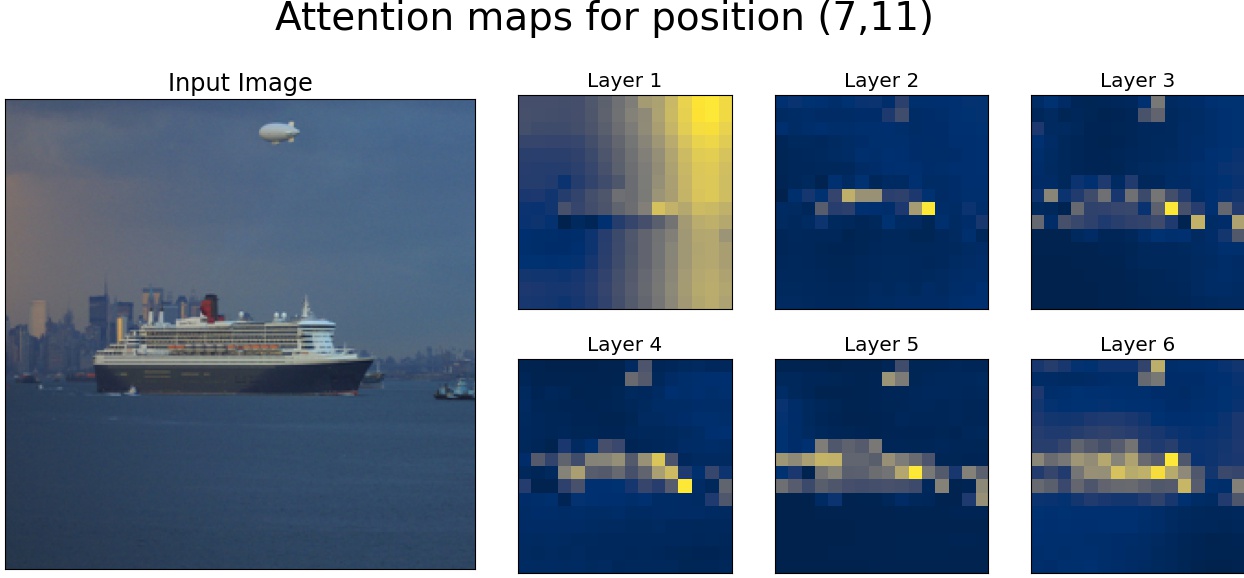 Attention maps for position (7,11)
Input Image
Layer 1
Layer 2
Layer 3
Layer 4
Layer 5
Layer 6